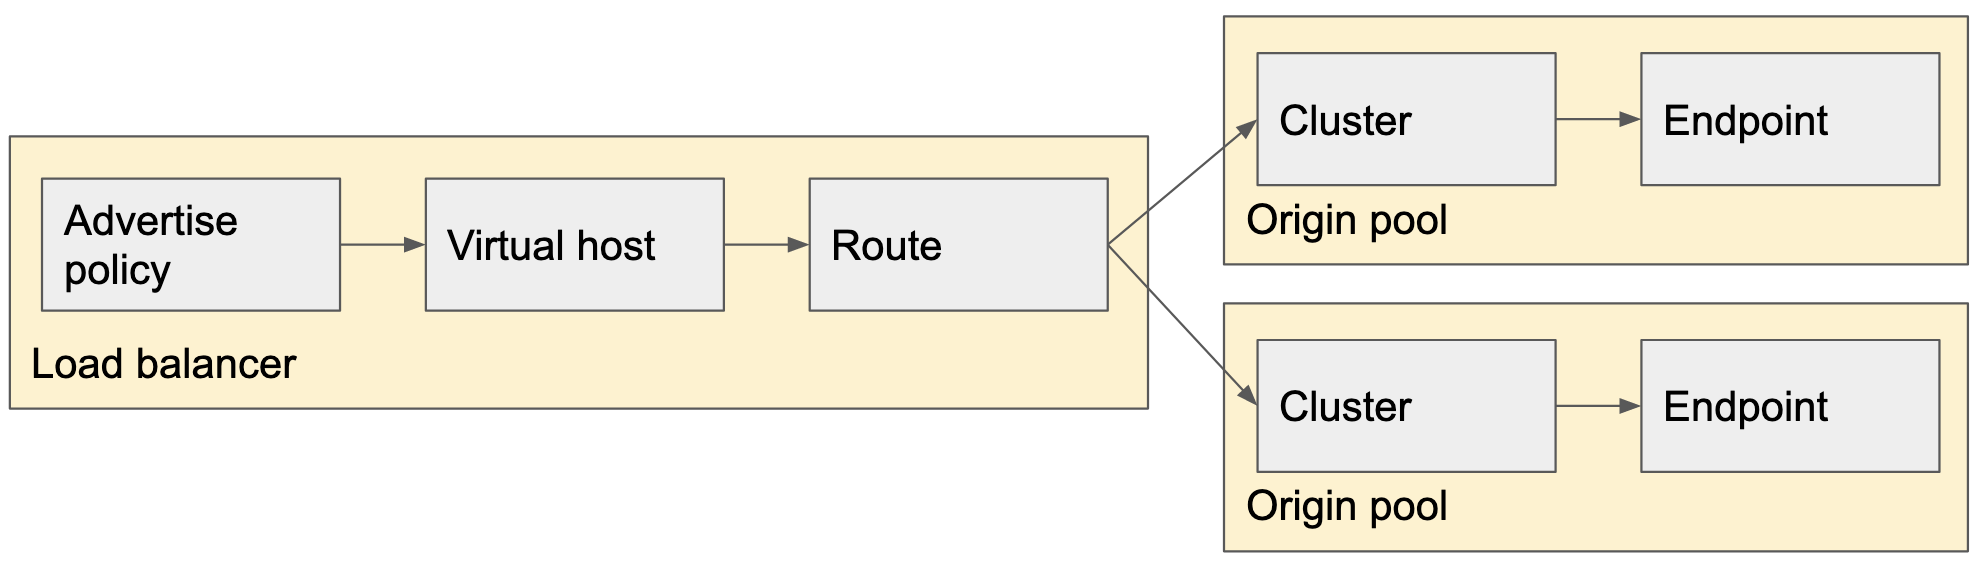 Advertise
policy
Virtual host
Route
Load balancer
Cluster
Endpoint
Origin pool
Cluster
Endpoint
Origin pool